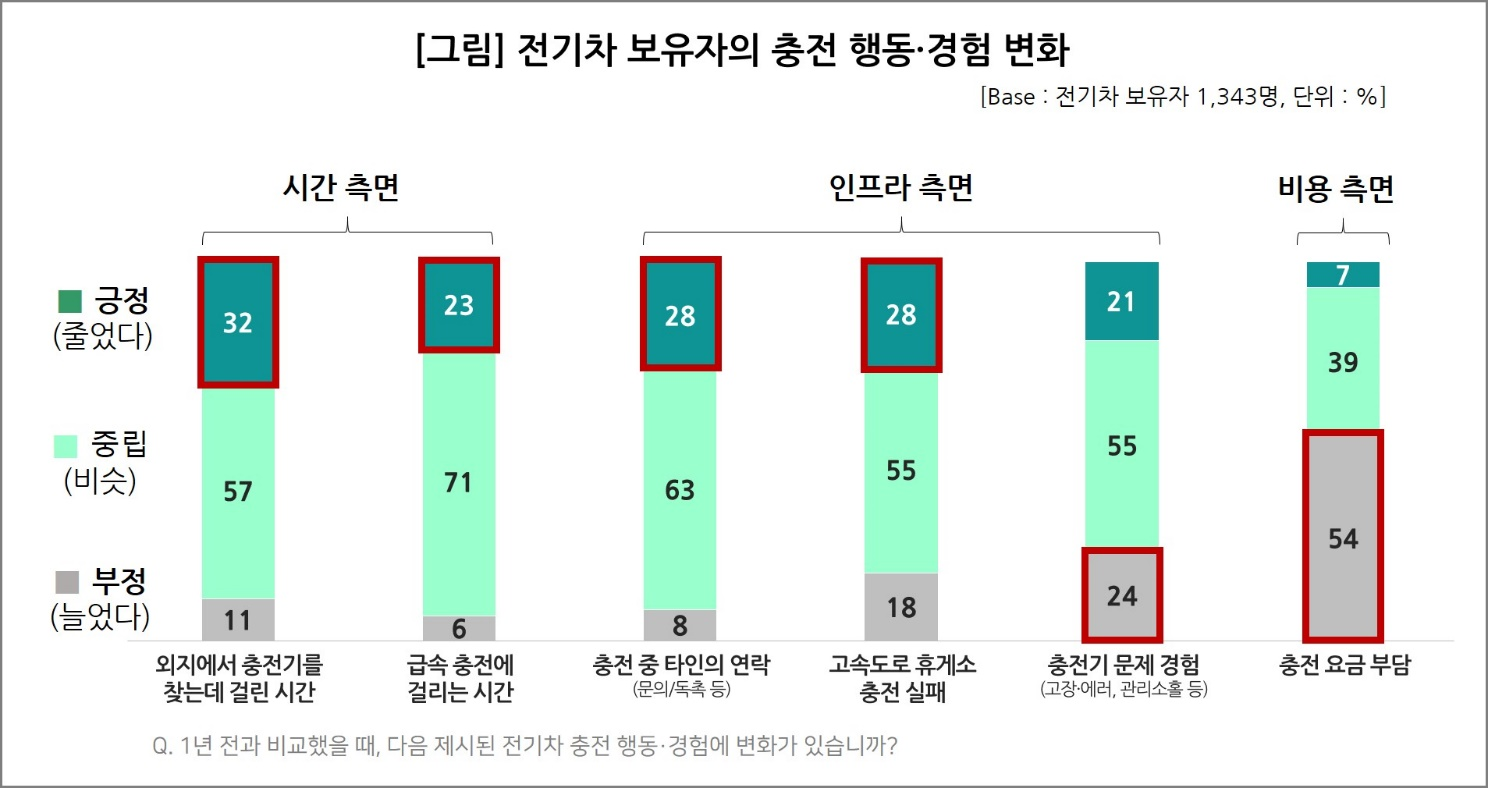 [그림] 전기차 보유자의 충전 행동·경험 변화
[Base : 전기차 보유자 1,343명, 단위 : %]
시간 측면
인프라 측면
비용 측면
긍정
(줄었다)
중립
(비슷)
부정
(늘었다)
32
23
28
28
21
7
57
71
63
55
55
39
11
6
8
18
24
54
외지에서 충전기를
찾는데 걸린 시간
급속 충전에
걸리는 시간
충전 중 타인의 연락
(문의/독촉 등)
고속도로 휴게소
충전 실패
충전기 문제 경험
(고장·에러, 관리소홀 등)
충전 요금 부담
Q. 1년 전과 비교했을 때, 다음 제시된 전기차 충전 행동·경험에 변화가 있습니까?